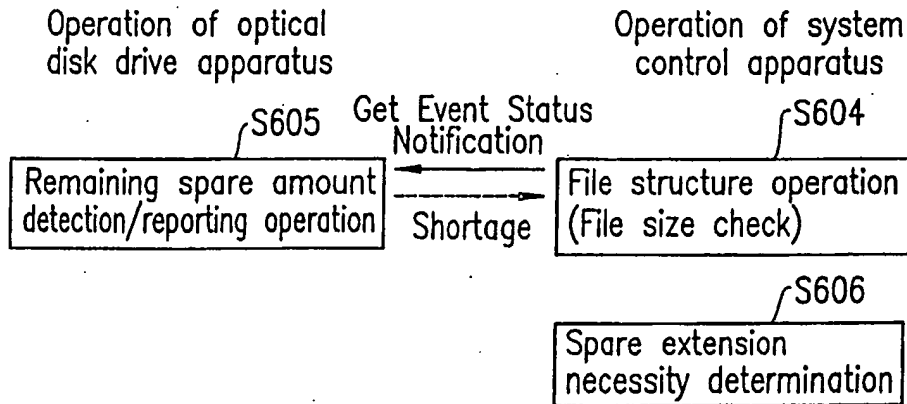 Operation of optical
disk drive apparatus
Operation of system
control apparatus
S605
Get Event Status
Notification
S604
Remaining spare amount
detection/reporting operation
Shortage
File structure operation
(File size check)
S606
Spare extension
necessity determination